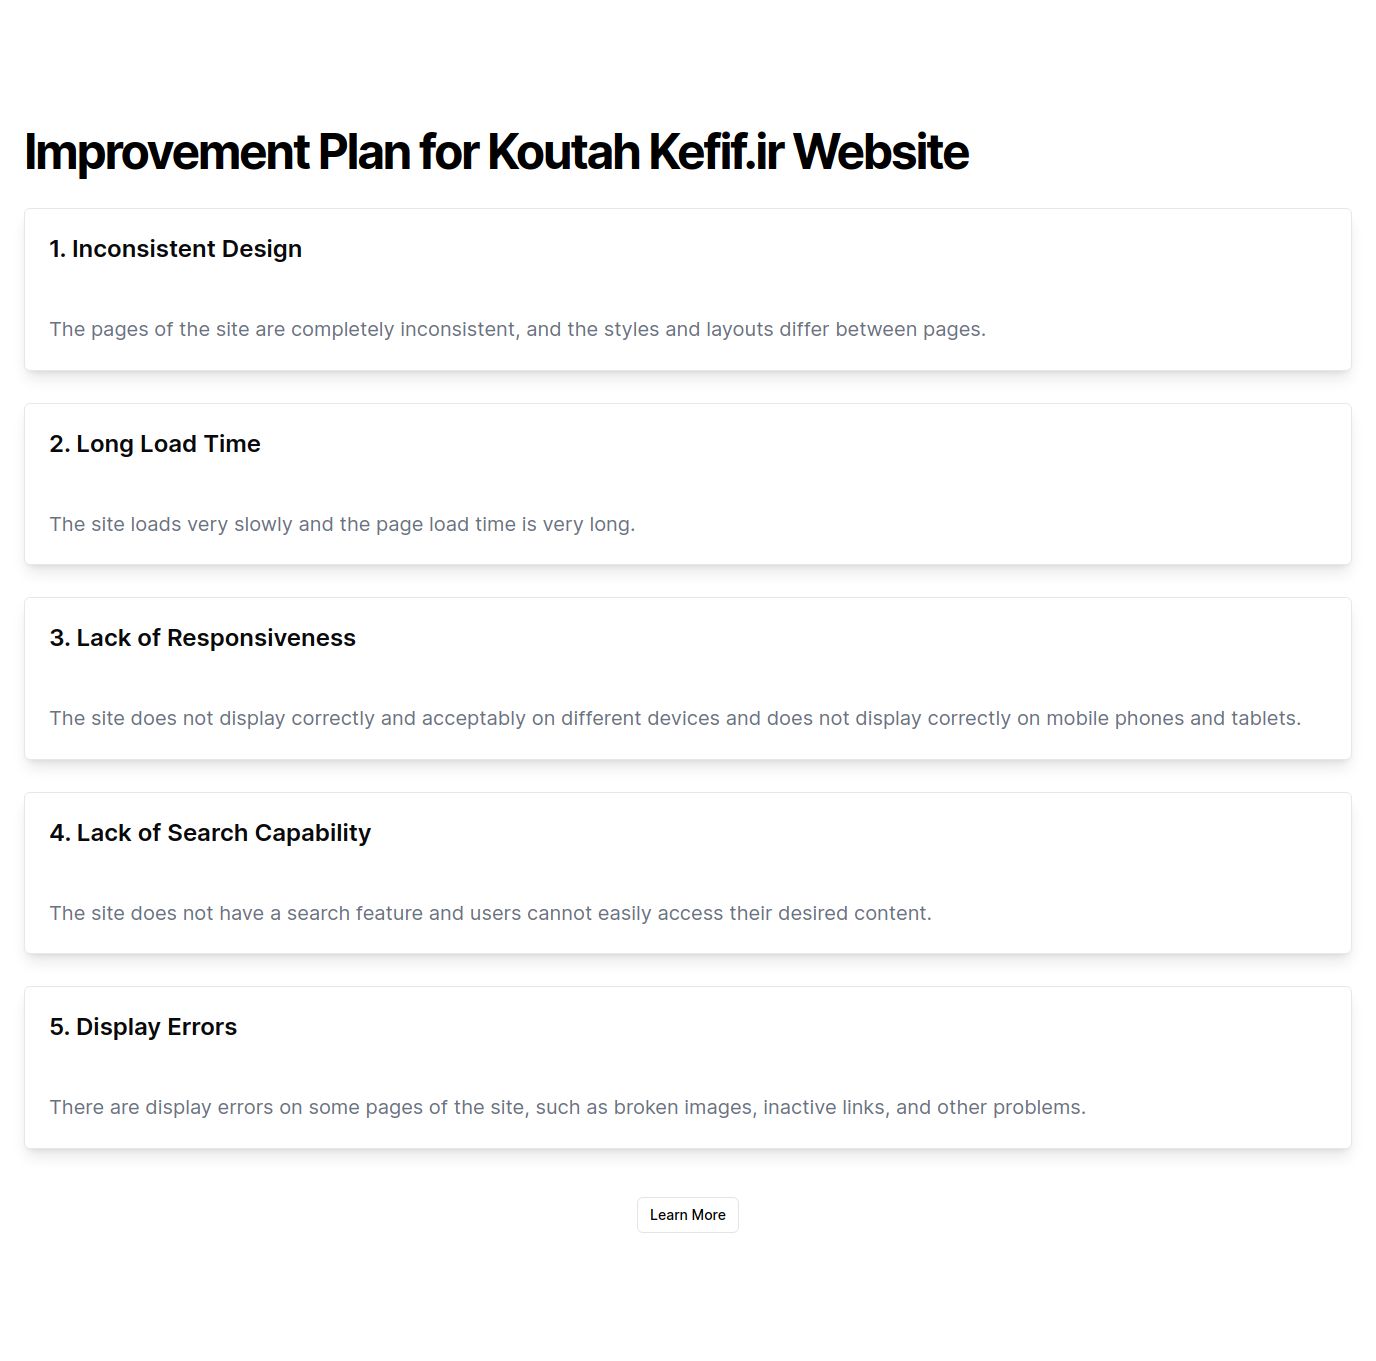 Improvement Plan for Koutah Kefif.ir Website
1. Inconsistent Design
The pages of the site are completely inconsistent, and the styles and layouts differ between pages.
2. Long Load Time
The site loads very slowly and the page load time is very long.
3. Lack of Responsiveness
The site does not display correctly and acceptably on different devices and does not display correctly on mobile phones and tablets.
4. Lack of Search Capability
The site does not have a search feature and users cannot easily access their desired content.
5. Display Errors
There are display errors on some pages of the site, such as broken images, inactive links, and other problems.
Learn More